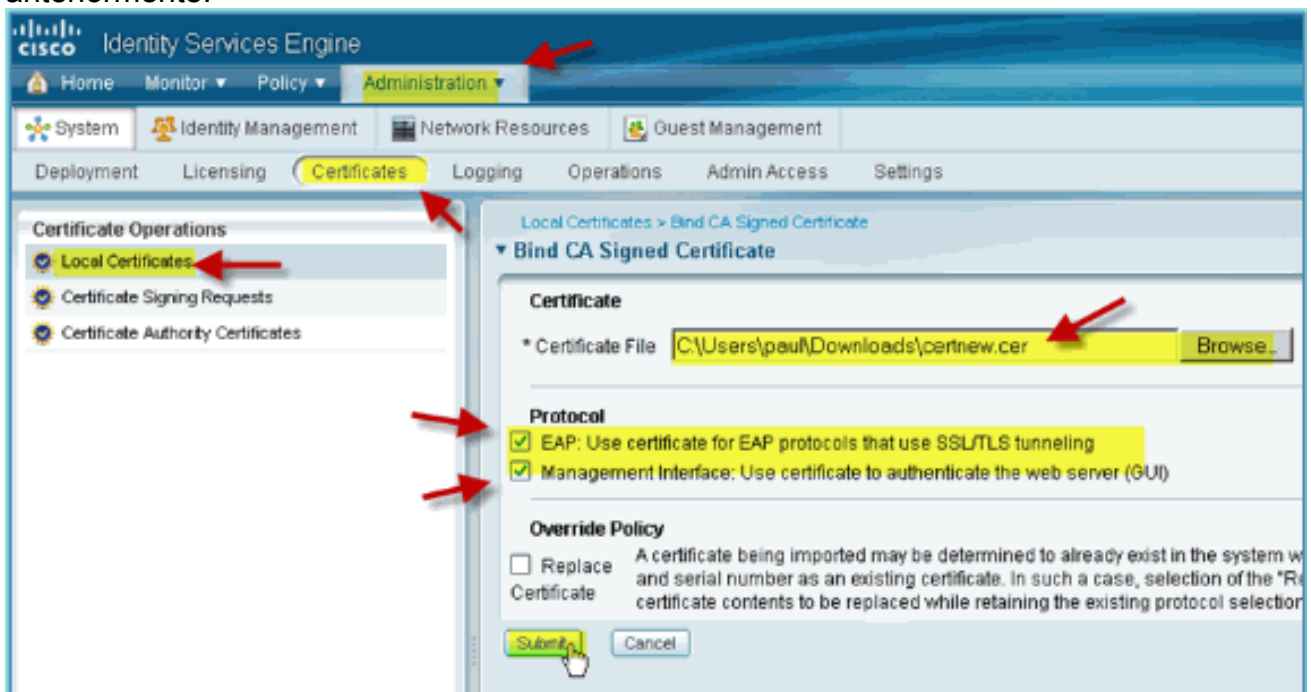 anteriormente.
cisco Identity Services Engine
Home Monitor Policy Administration
System Identity Management Network Resources Guest Management
Deployment Licensing Certificates Logging Operations Admin Access Settings
Certificate Operations
Local Certificates
Certificate Signing Requests
Certificate Authority Certificates
Local Certificates > Bind CA Signed Certificate
Bind CA Signed Certificate
Certificate
* Certificate File C:\Users\paul\Downloads\certnew.cer Browse..
Protocol
EAP: Use certificate for EAP protocols that use SSL/TLS tunneling
Management Interface: Use certificate to authenticate the web server (GUI)
Override Policy
Replace Certificate
A certificate being imported may be determined to already exist in the system w
and serial number as an existing certificate. In such a case, selection of the "Re
certificate contents to be replaced while retaining the existing protocol selection
Submit Cancel